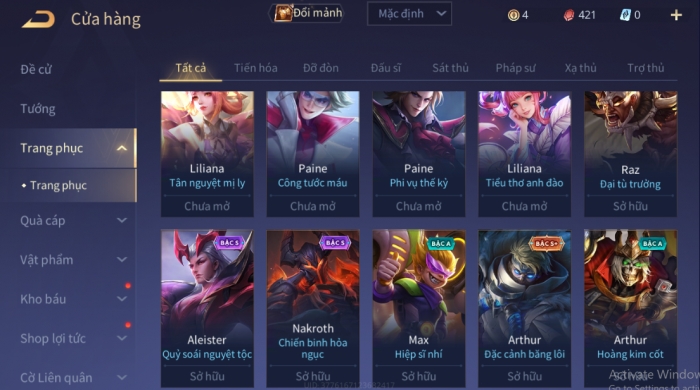 Cửa hàng
Đổi mảnh
Mặc định
4
421
0
Đề cử
Tướng
Trang phục
• Trang phục
Quà cáp
Vật phẩm
Kho báu
Shop lợi tức
Cờ Liên quân
Tất cả
Tiến hóa
Đỡ đòn
Đấu sĩ
Sát thủ
Pháp sư
Xạ thủ
Trợ thủ
Liliana
Tân nguyệt mị ly
Chưa mở
Paine
Công tước máu
Chưa mở
Paine
Phi vụ thế kỷ
Chưa mở
Liliana
Tiểu thơ anh đào
Chưa mở
Raz
Đại tù trưởng
Sở hữu
BẬC S
Aleister
Quỷ soái nguyệt tộc
Sở hữu
BẬC S
Nakroth
Chiến binh hỏa
ngục
Sở hữu
BẬC A
Max
Hiệp sĩ nhí
Sở hữu
BẬC S+
Arthur
Đặc cảnh băng lôi
Sở hữu
BẬC A
Arthur
Hoàng kim cốt
Sở hữu
Activate Window
Go to Settings to acti